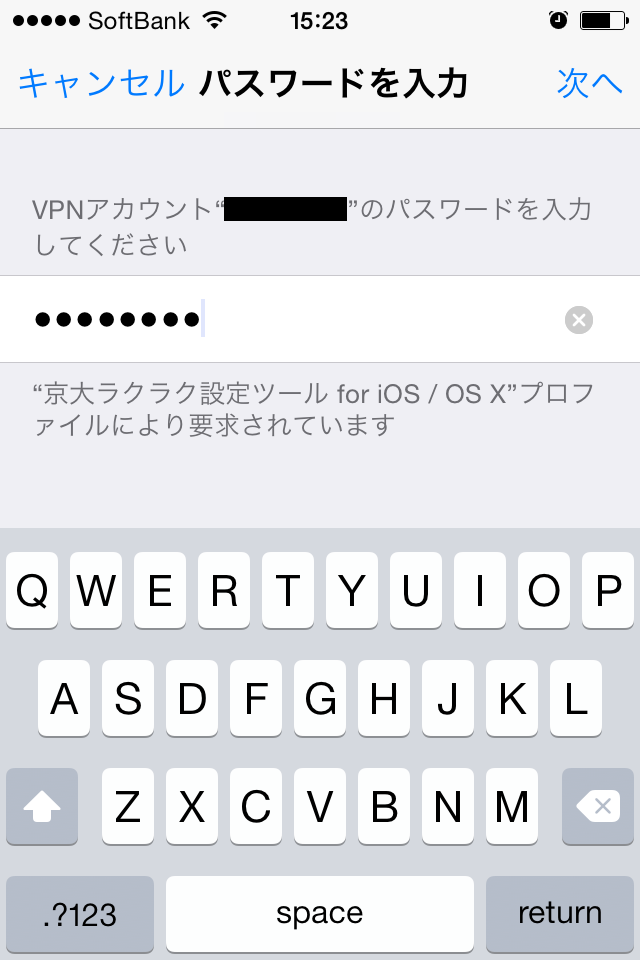 SoftBank 15:23
キャンセル パスワードを入力 次へ
VPNアカウント“ ”のパスワードを入力
してください
●●●●●●●●
“京大ラクラク設定ツール for iOS / OS X”プロフ
ァイルにより要求されています
Q W E R T Y U I O P
A S D F G H J K L
Z X C V B N M
.?123 space return